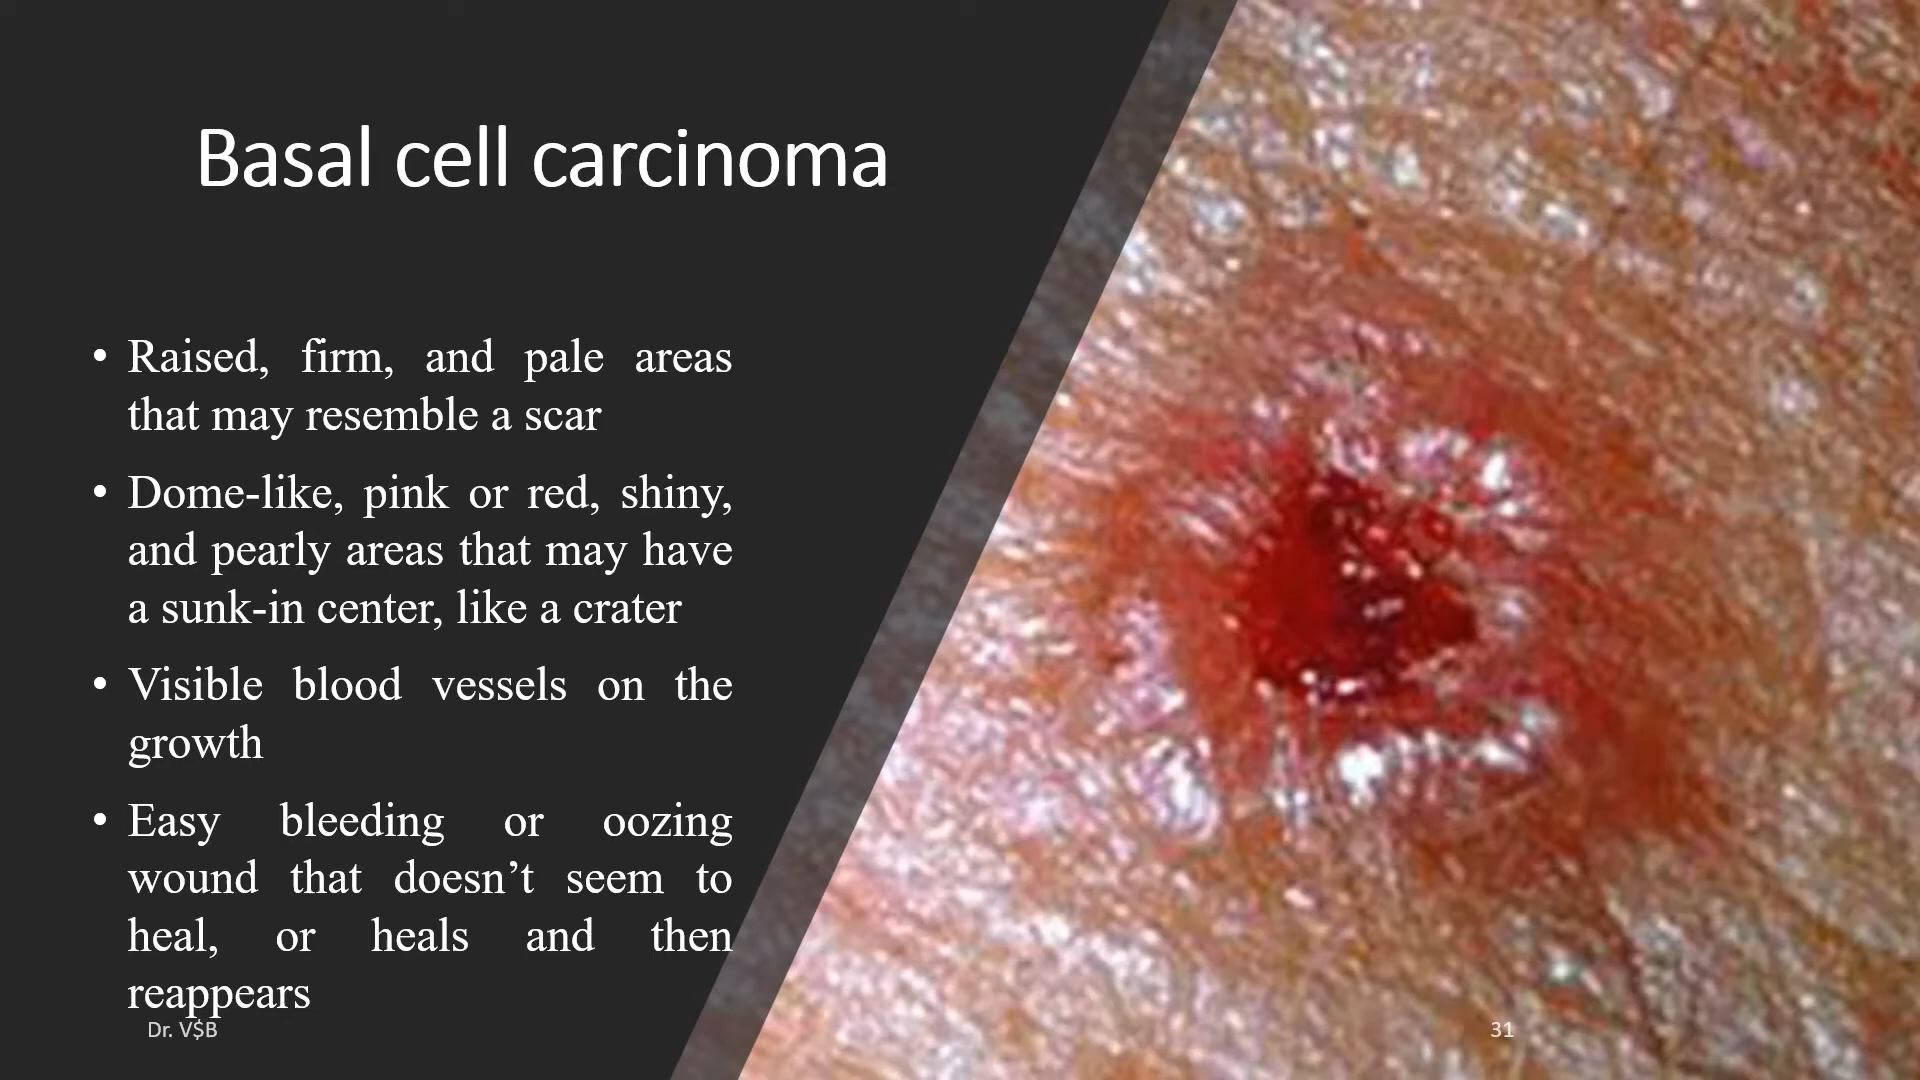 Basal cell carcinoma
• Raised, firm, and pale areas
that may resemble a scar
• Dome-like, pink or red, shiny,
and pearly areas that may have
a sunk-in center, like a crater
• Visible blood vessels on the
growth
• Easy bleeding or oozing
wound that doesn’t seem to
heal, or heals and then
reappears
Dr. V$B
31